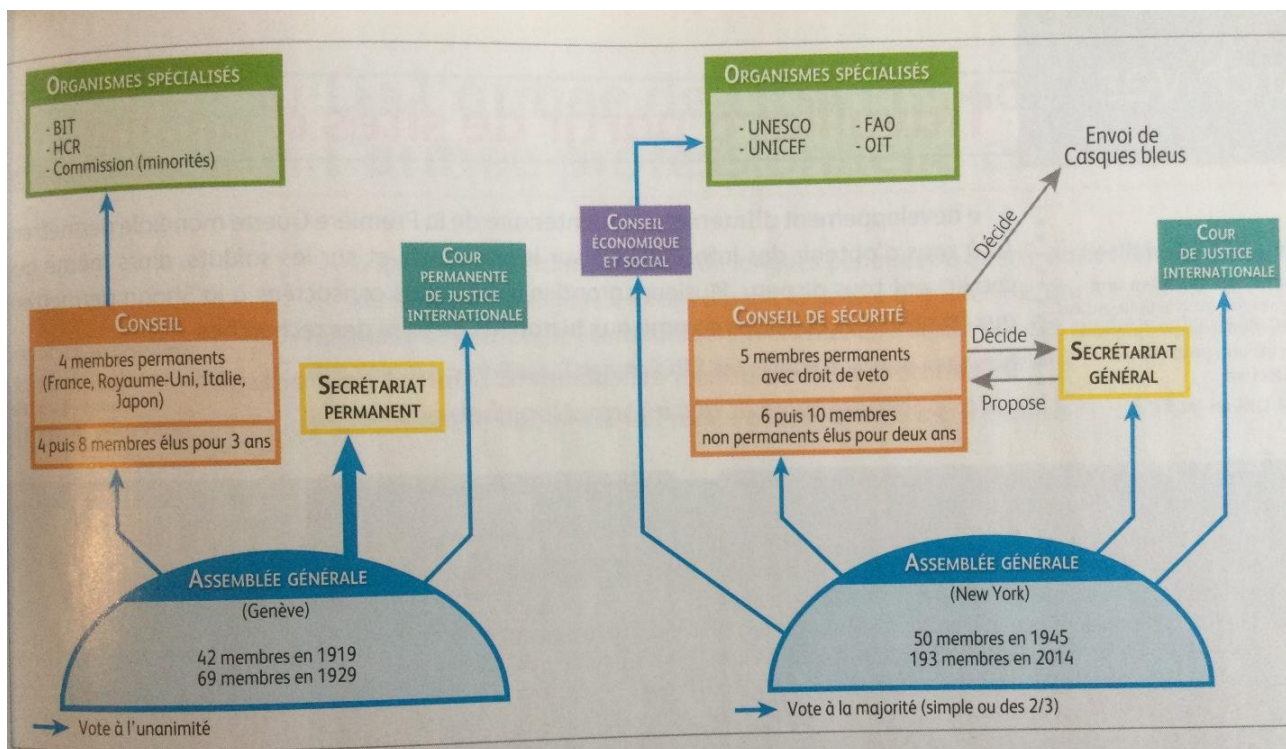 ORGANISMES SPÉCIALISÉS
- BIT
- HCR
- Commission (minorités)
COUR
PERMANENTE
DE JUSTICE
INTERNATIONALE
CONSEIL
4 membres permanents
(France, Royaume-Uni, Italie,
Japon)
4 puis 8 membres élus pour 3 ans
SECRÉTARIAT
PERMANENT
ASSEMBLÉE GÉNÉRALE
(Genève)
42 membres en 1919
69 membres en 1929
Vote à l'unanimité
ORGANISMES SPÉCIALISÉS
- UNESCO
- UNICEF
- FAO
- OIT
Envoi de
Casques bleus
Décide
CONSEIL
ÉCONOMIQUE
ET SOCIAL
COUR
DE JUSTICE
INTERNATIONALE
CONSEIL DE SÉCURITÉ
5 membres permanents
avec droit de veto
6 puis 10 membres
non permanents élus pour deux ans
Décide
Propose
SECRÉTARIAT
GÉNÉRAL
ASSEMBLÉE GÉNÉRALE
(New York)
50 membres en 1945
193 membres en 2014
Vote à la majorité (simple ou des 2/3)